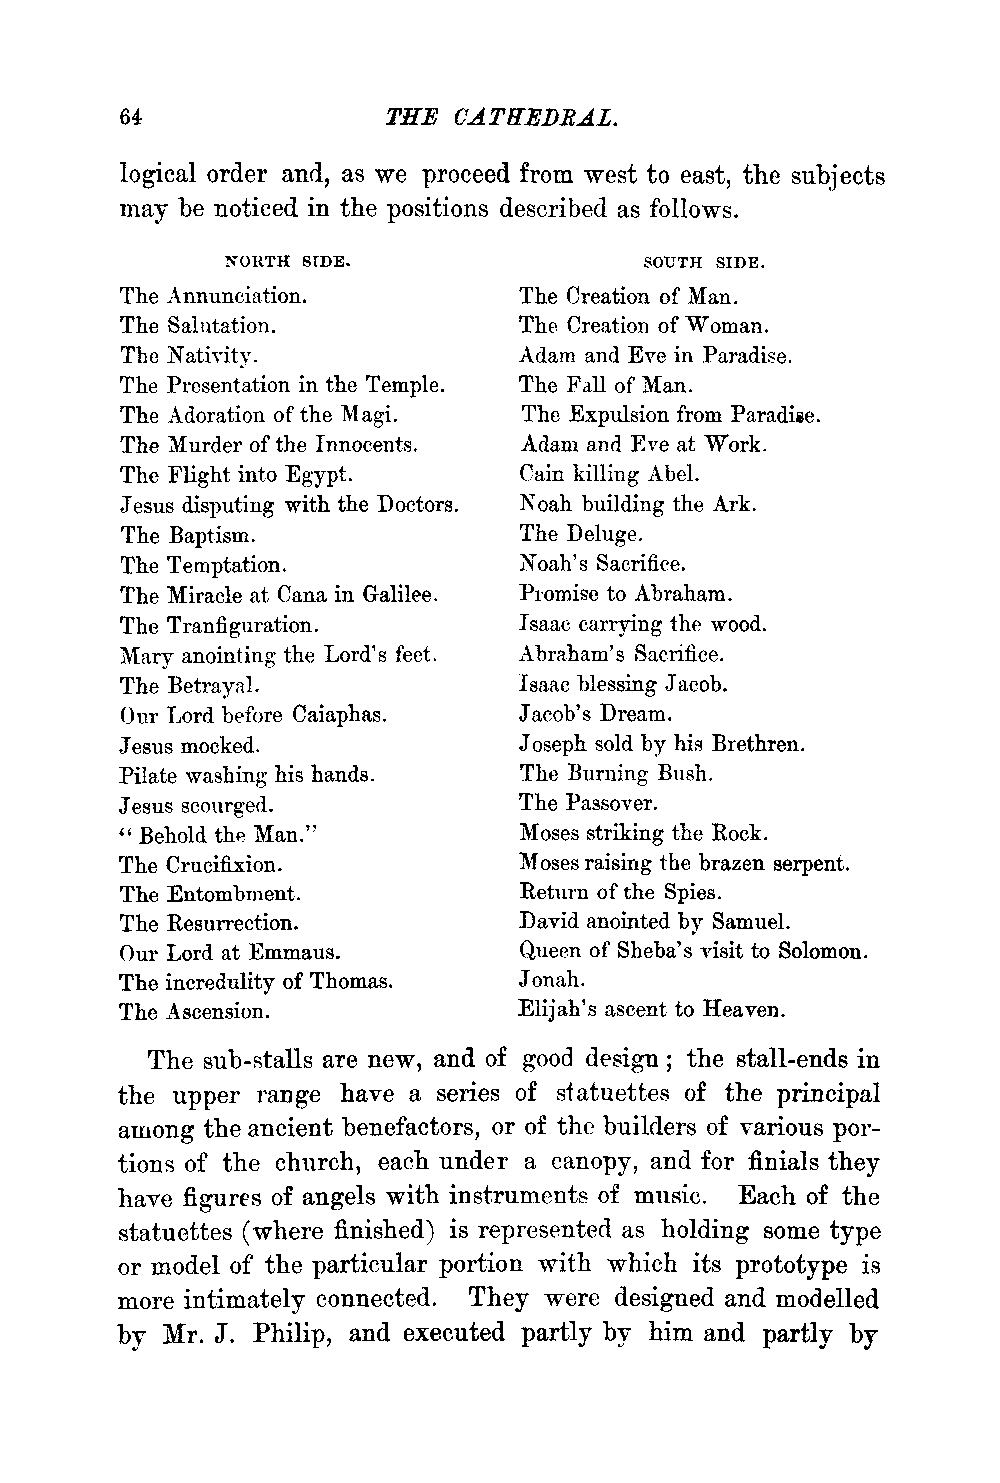 64 THE CATHEDRAL.
logical order and, as we proceed from west to east, the subjects
may be noticed in the positions described as follows.
NORTH SIDE.
The Annunciation.
The Salutation.
The Nativity.
The Presentation in the Temple.
The Adoration of the Magi.
The Murder of the Innocents.
The Flight into Egypt.
Jesus disputing with the Doctors.
The Baptism.
The Temptation.
The Miracle at Cana in Galilee.
The Tranfiguration.
Mary anointing the Lord's feet.
The Betrayal.
Our Lord before Caiaphas.
Jesus mocked.
Pilate washing his hands.
Jesus scourged.
“ Behold the Man.”
The Crucifixion.
The Entombment.
The Resurrection.
Our Lord at Emmaus.
The incredulity of Thomas.
The Ascension.
SOUTH SIDE.
The Creation of Man.
The Creation of Woman.
Adam and Eve in Paradise.
The Fall of Man.
The Expulsion from Paradise.
Adam and Eve at Work.
Cain killing Abel.
Noah building the Ark.
The Deluge.
Noah's Sacrifice.
Promise to Abraham.
Isaac carrying the wood.
Abraham's Sacrifice.
Isaac blessing Jacob.
Jacob's Dream.
Joseph sold by his Brethren.
The Burning Bush.
The Passover.
Moses striking the Rock.
Moses raising the brazen serpent.
Return of the Spies.
David anointed by Samuel.
Queen of Sheba's visit to Solomon.
Jonah.
Elijah's ascent to Heaven.
The sub-stalls are new, and of good design ; the stall-ends in
the upper range have a series of statuettes of the principal
among the ancient benefactors, or of the builders of various por-
tions of the church, each under a canopy, and for finials they
have figures of angels with instruments of music. Each of the
statuettes (where finished) is represented as holding some type
or model of the particular portion with which its prototype is
more intimately connected. They were designed and modelled
by Mr. J. Philip, and executed partly by him and partly by